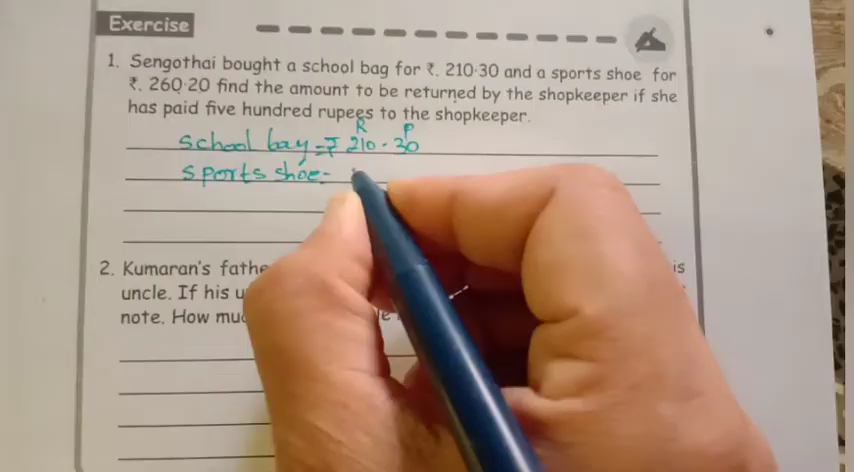 Exercise
1. Sengothai bought a school bag for ₹. 210·30 and a sports shoe for
₹. 260·20 find the amount to be returned by the shopkeeper if she
has paid five hundred rupees to the shopkeeper.
R P
school bag = ₹ 210 · 30
sports shoe -
2. Kumaran's fathe is
uncle. If his u
note. How mu